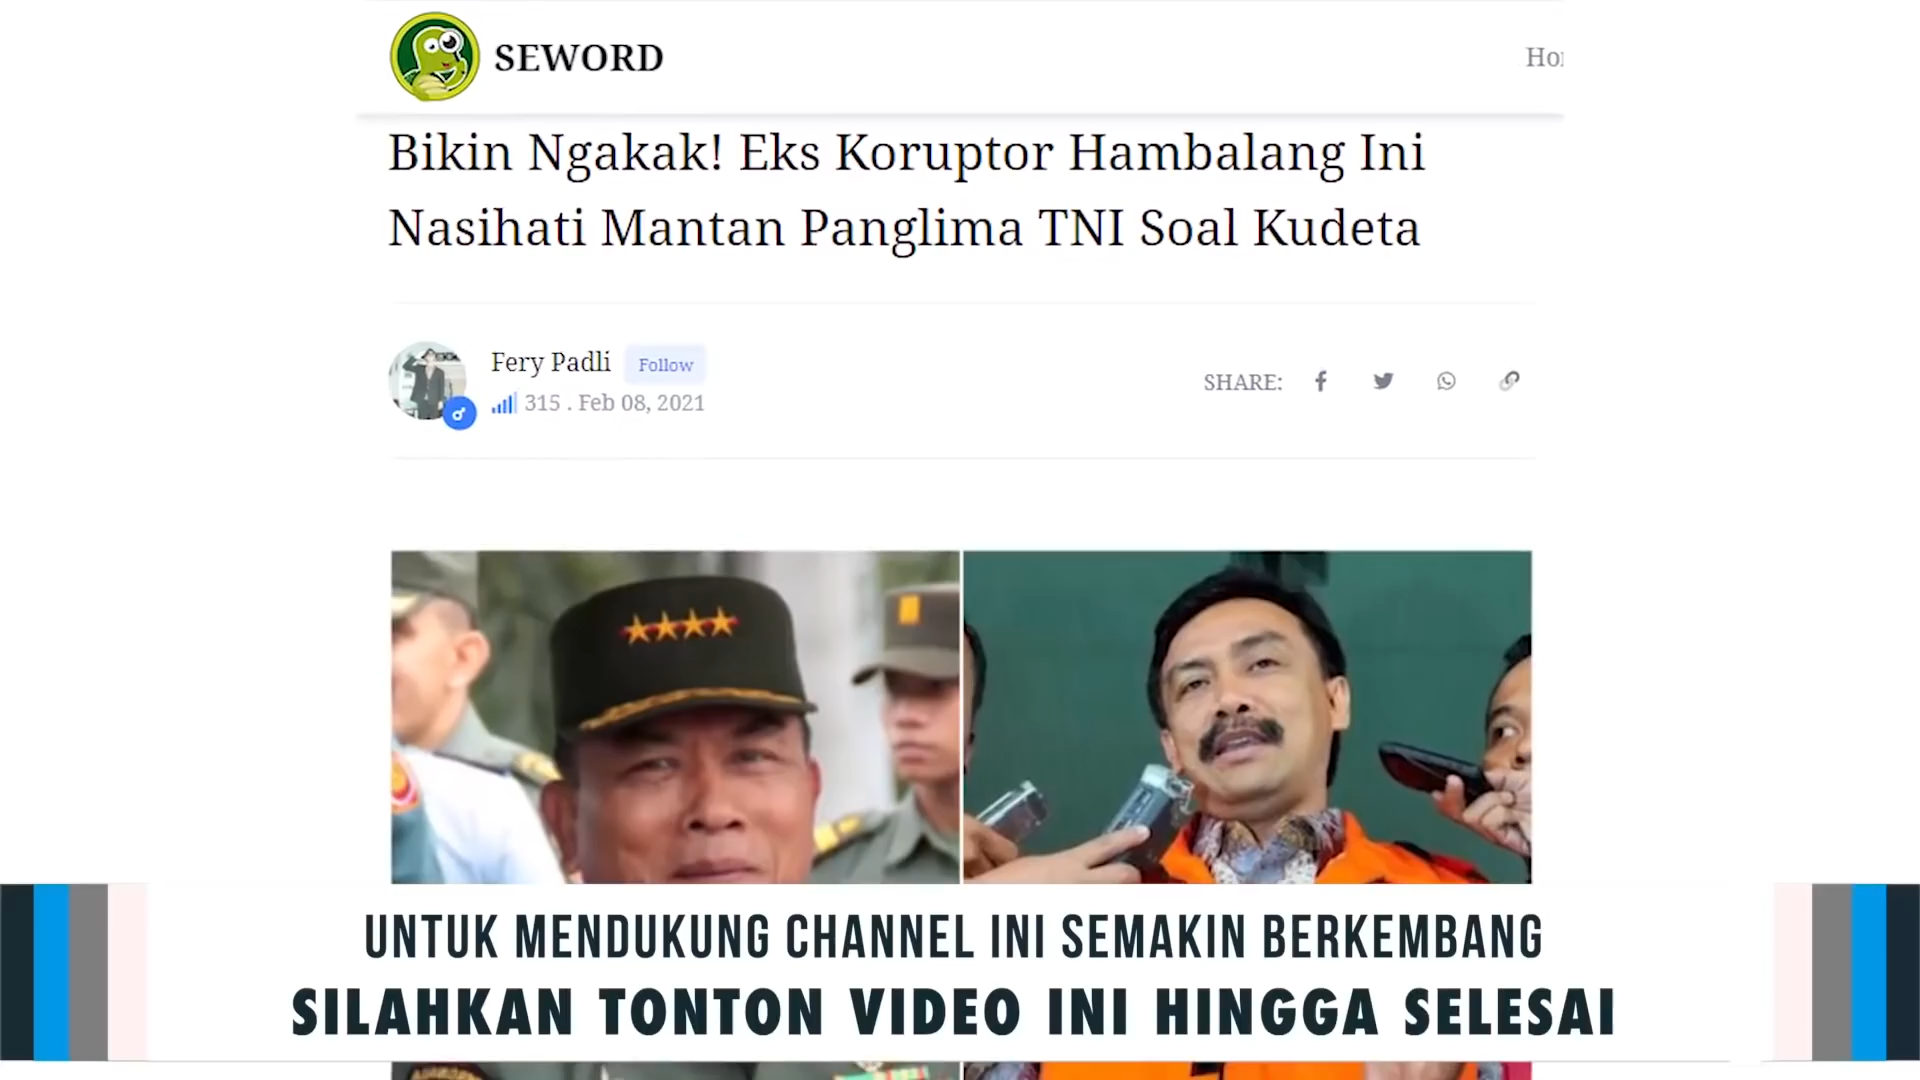 SEWORD
Bikin Ngakak! Eks Koruptor Hambalang Ini
Nasihati Mantan Panglima TNI Soal Kudeta
Fery Padli Follow
315 . Feb 08, 2021
SHARE:
UNTUK MENDUKUNG CHANNEL INI SEMAKIN BERKEMBANG
SILAHKAN TONTON VIDEO INI HINGGA SELESAI